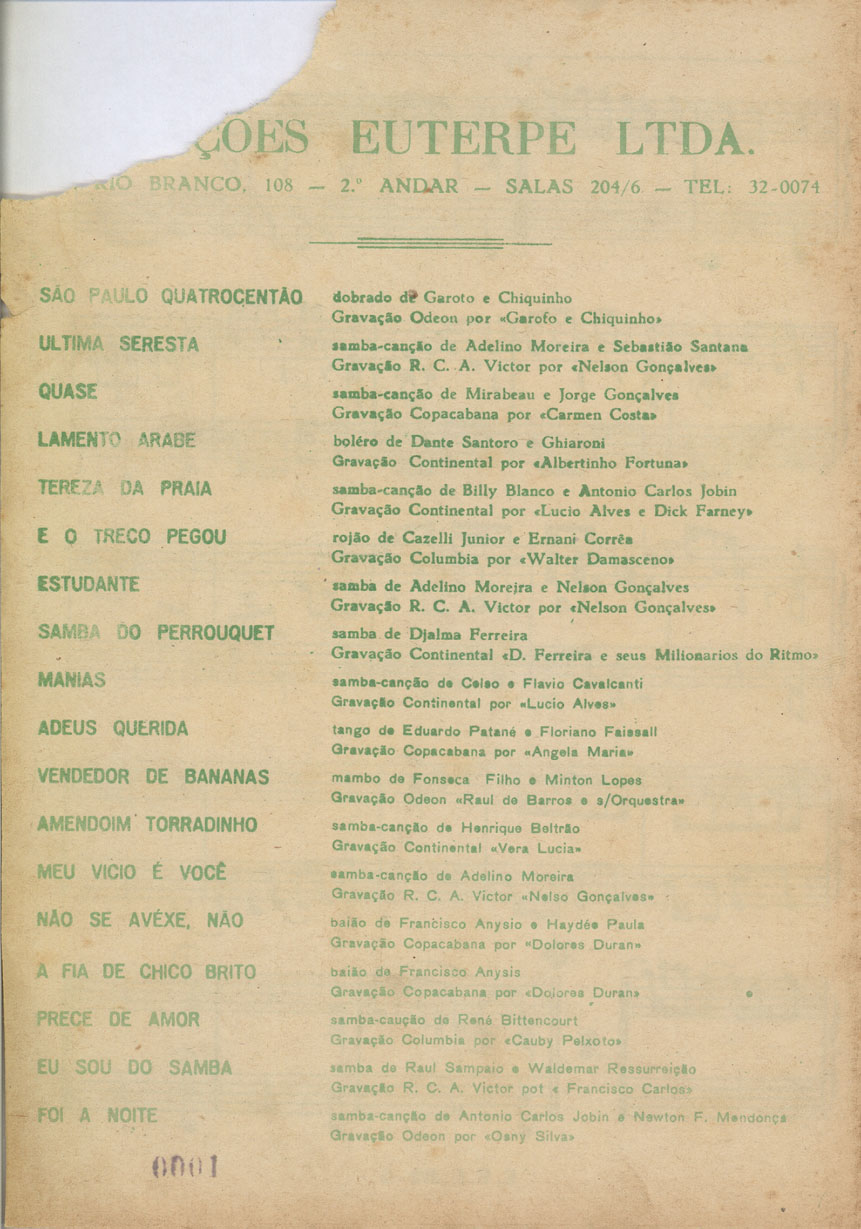 ÇÕES EUTERPE LTDA.
RIO BRANCO, 108 — 2.º ANDAR — SALAS 204/6 — TEL: 32-0074
SÃO PAULO QUATROCENTÃO dobrado de Garoto e Chiquinho
Gravação Odeon por «Garofo e Chiquinho»
ULTIMA SERESTA samba-canção de Adelino Moreira e Sebastião Santana
Gravação R. C. A. Victor por «Nelson Gonçalves»
QUASE samba-canção de Mirabeau e Jorge Gonçalves
Gravação Copacabana por «Carmen Costa»
LAMENTO ARABE boléro de Dante Santoro e Ghiaroni
Gravação Continental por «Albertinho Fortuna»
TEREZA DA PRAIA samba-canção de Billy Blanco e Antonio Carlos Jobin
Gravação Continental por «Lucio Alves e Dick Farney»
E O TRECO PEGOU rojão de Cazelli Junior e Ernani Corrêa
Gravação Columbia por «Walter Damasceno»
ESTUDANTE samba de Adelino Moreira e Nelson Gonçalves
Gravação R. C. A. Victor por «Nelson Gonçalves»
SAMBA DO PERROUQUET samba de Djalma Ferreira
Gravação Continental «D. Ferreira e seus Milionarios do Ritmo»
MANIAS samba-canção de Celso e Flavio Cavalcanti
Gravação Continental por «Lucio Alves»
ADEUS QUERIDA tango de Eduardo Patané e Floriano Faissall
Gravação Copacabana por «Angela Maria»
VENDEDOR DE BANANAS mambo de Fonseca Filho e Minton Lopes
Gravação Odeon «Raul de Barros e s/Orquestra»
AMENDOIM TORRADINHO samba-canção de Henrique Beltrão
Gravação Continental «Vera Lucia»
MEU VICIO É VOCÊ samba-canção de Adelino Moreira
Gravação R. C. A. Victor «Nelso Gonçalves»
NÃO SE AVÉXE, NÃO baião de Francisco Anysio e Haydée Paula
Gravação Copacabana por "Dolores Duran»
A FIA DE CHICO BRITO baião de Francisco Anysis
Gravação Copacabana por «Dolores Duran»
PRECE DE AMOR samba-caução de René Bittencourt
Gravação Columbia por «Cauby Peixoto»
EU SOU DO SAMBA samba de Raul Sampaio e Waldemar Ressurreição
Gravação R. C. A. Victor pot « Francisco Carlos»
FOI A NOITE samba-canção de Antonio Carlos Jobin e Newton F. Mendonça
Gravação Odeon por «Osny Silva»
0001